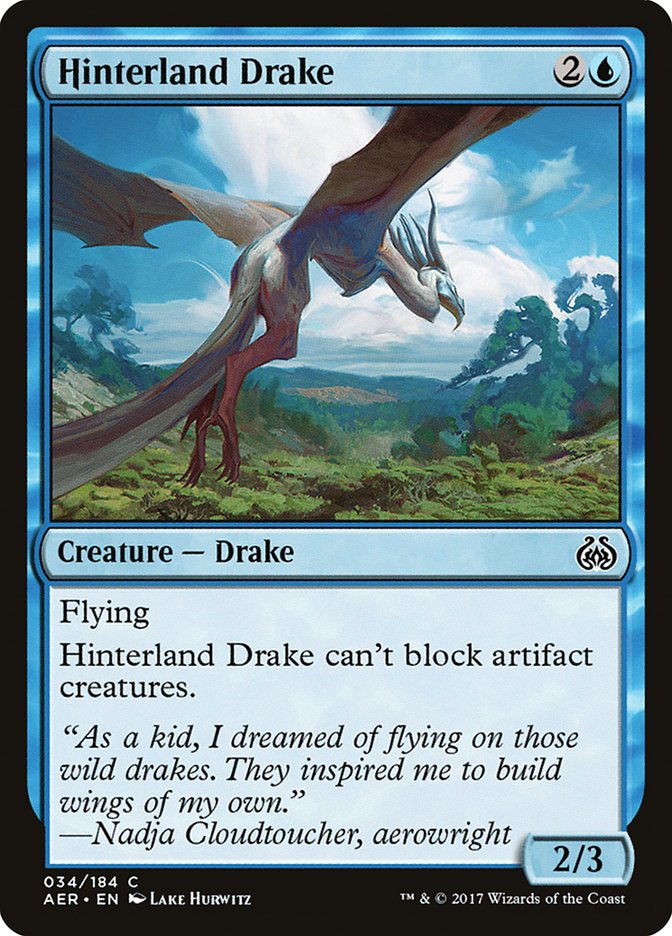 Hinterland Drake 2
Creature — Drake
Flying
Hinterland Drake can't block artifact
creatures.
"As a kid, I dreamed of flying on those
wild drakes. They inspired me to build
wings of my own."
—Nadja Cloudtoucher, aerowright
2/3
034/184 C
AER • EN Lake Hurwitz
™ & © 2017 Wizards of the Coast